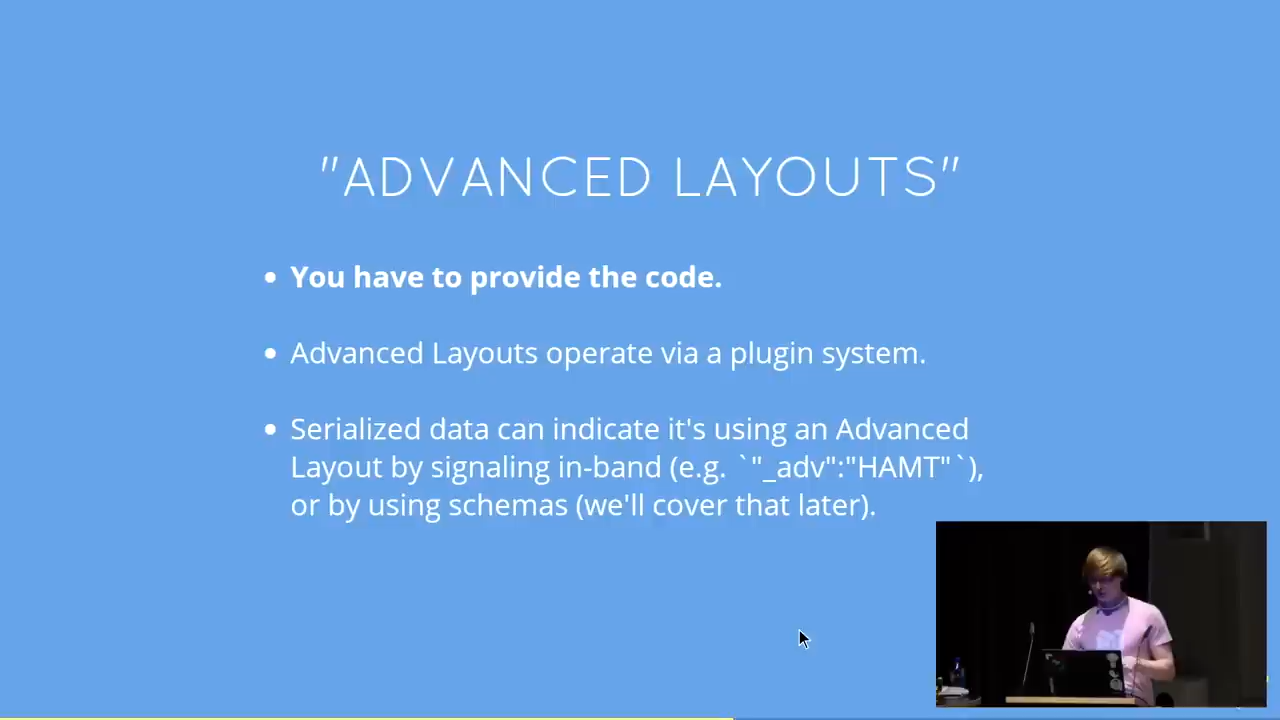 "ADVANCED LAYOUTS"
• You have to provide the code.
• Advanced Layouts operate via a plugin system.
• Serialized data can indicate it's using an Advanced
Layout by signaling in-band (e.g. `"_adv":"HAMT"`),
or by using schemas (we'll cover that later).